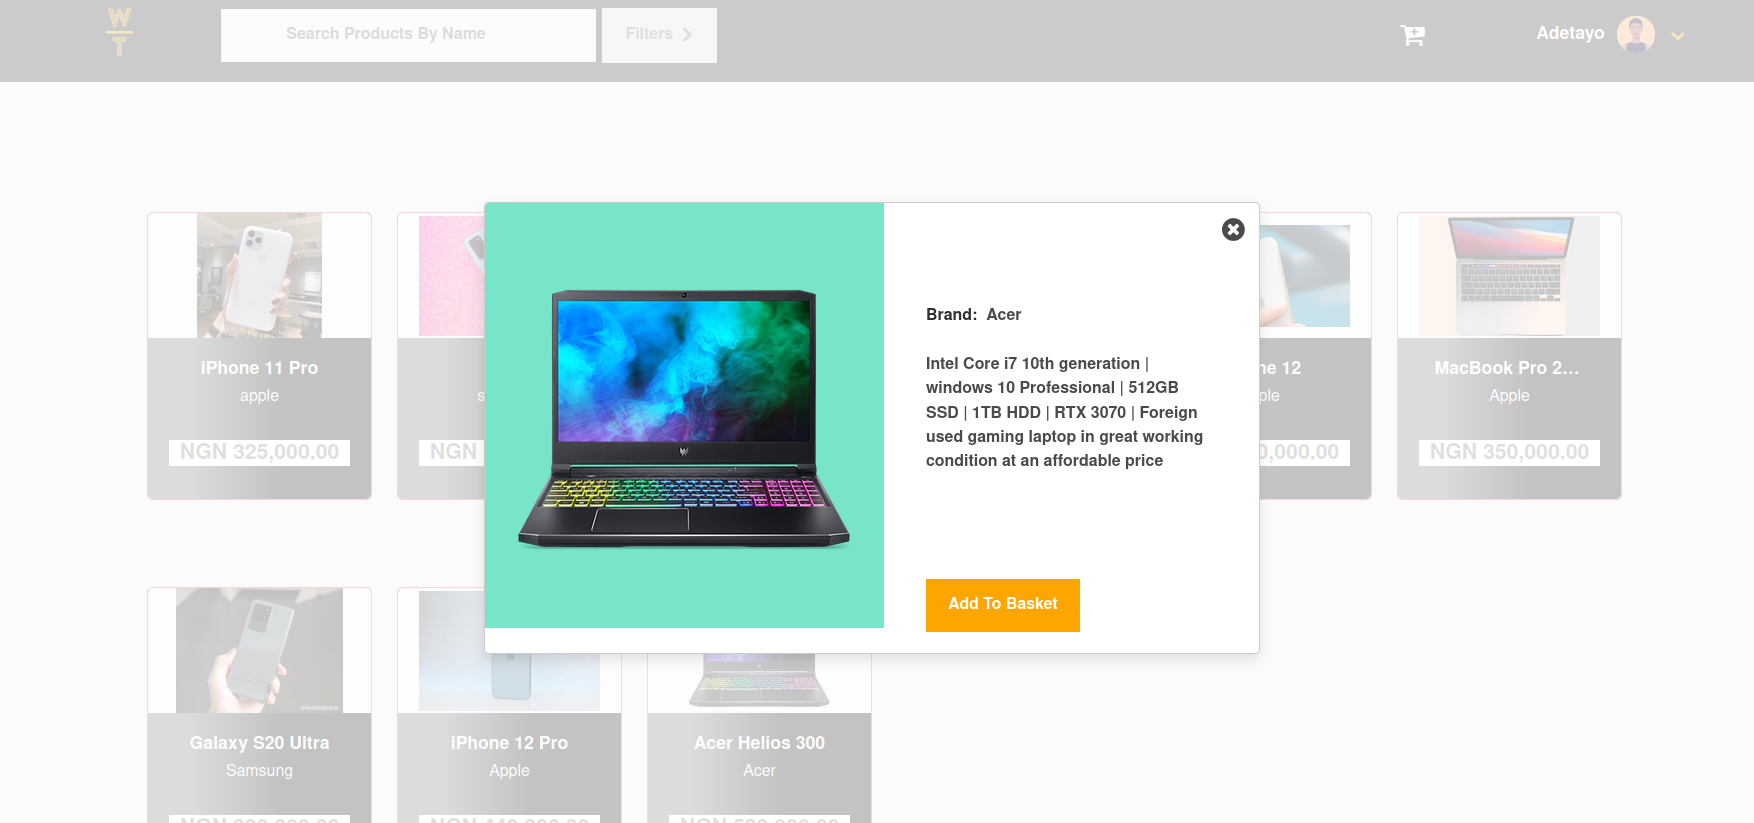 W
T
Search Products By Name
Filters
Adetayo
Brand: Acer
Intel Core i7 10th generation |
windows 10 Professional | 512GB
SSD | 1TB HDD | RTX 3070 | Foreign
used gaming laptop in great working
condition at an affordable price
Add To Basket
iPhone 11 Pro
apple
NGN 325,000.00
s
NGN
ne 12
ple
0,000.00
MacBook Pro 2...
Apple
NGN 350,000.00
Galaxy S20 Ultra
Samsung
iPhone 12 Pro
Apple
Acer Helios 300
Acer